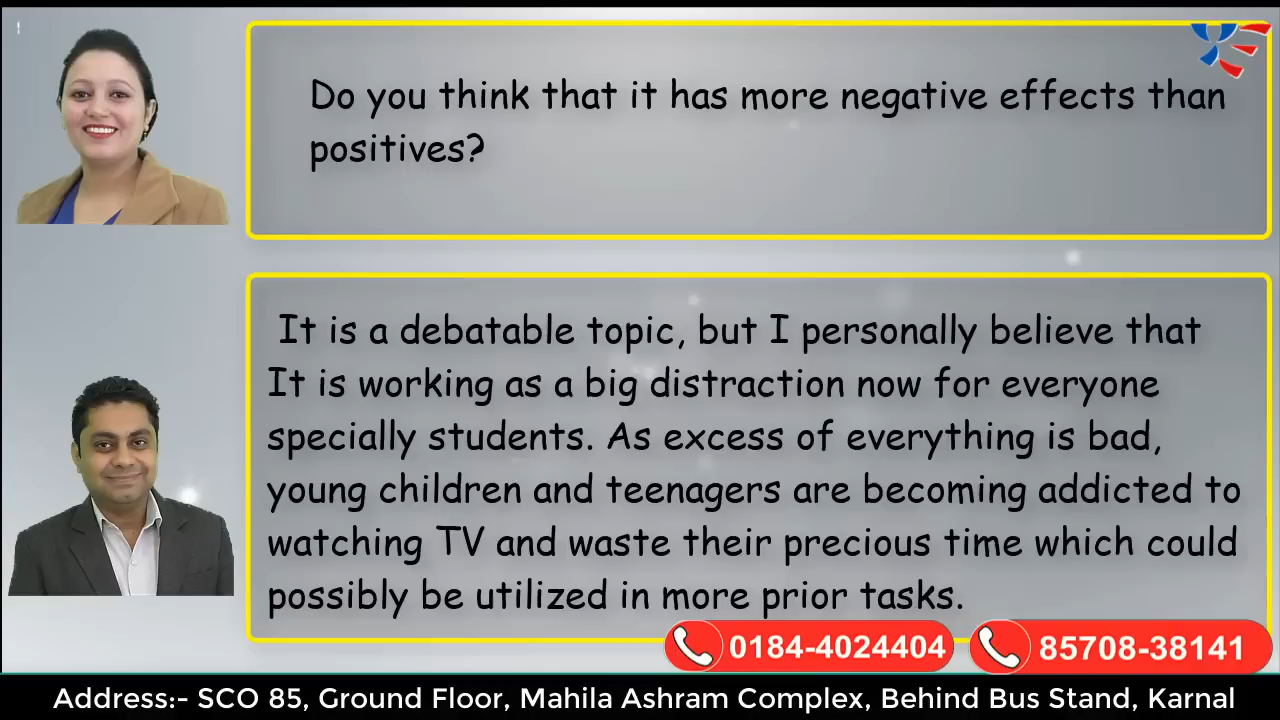 Do you think that it has more negative effects than
positives?
It is a debatable topic, but I personally believe that
It is working as a big distraction now for everyone
specially students. As excess of everything is bad,
young children and teenagers are becoming addicted to
watching TV and waste their precious time which could
possibly be utilized in more prior tasks.
0184-4024404
85708-38141
Address:- SCO 85, Ground Floor, Mahila Ashram Complex, Behind Bus Stand, Karnal